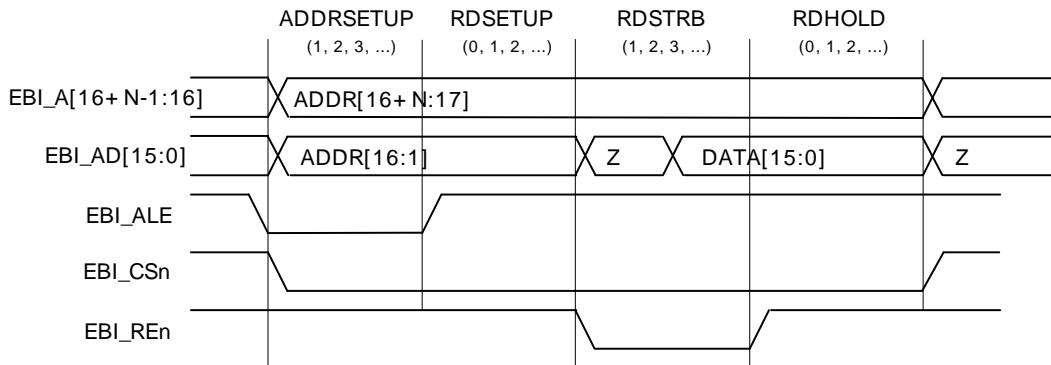 ADDRSETUP RDSETUP RDSTRB RDHOLD
(1, 2, 3, ...) (0, 1, 2, ...) (1, 2, 3, ...) (0, 1, 2, ...)
EBI_A[16+N-1:16] ADDR[16+N:17]
EBI_AD[15:0] ADDR[16:1] Z DATA[15:0] Z
EBI_ALE
EBI_CSn
EBI_REn